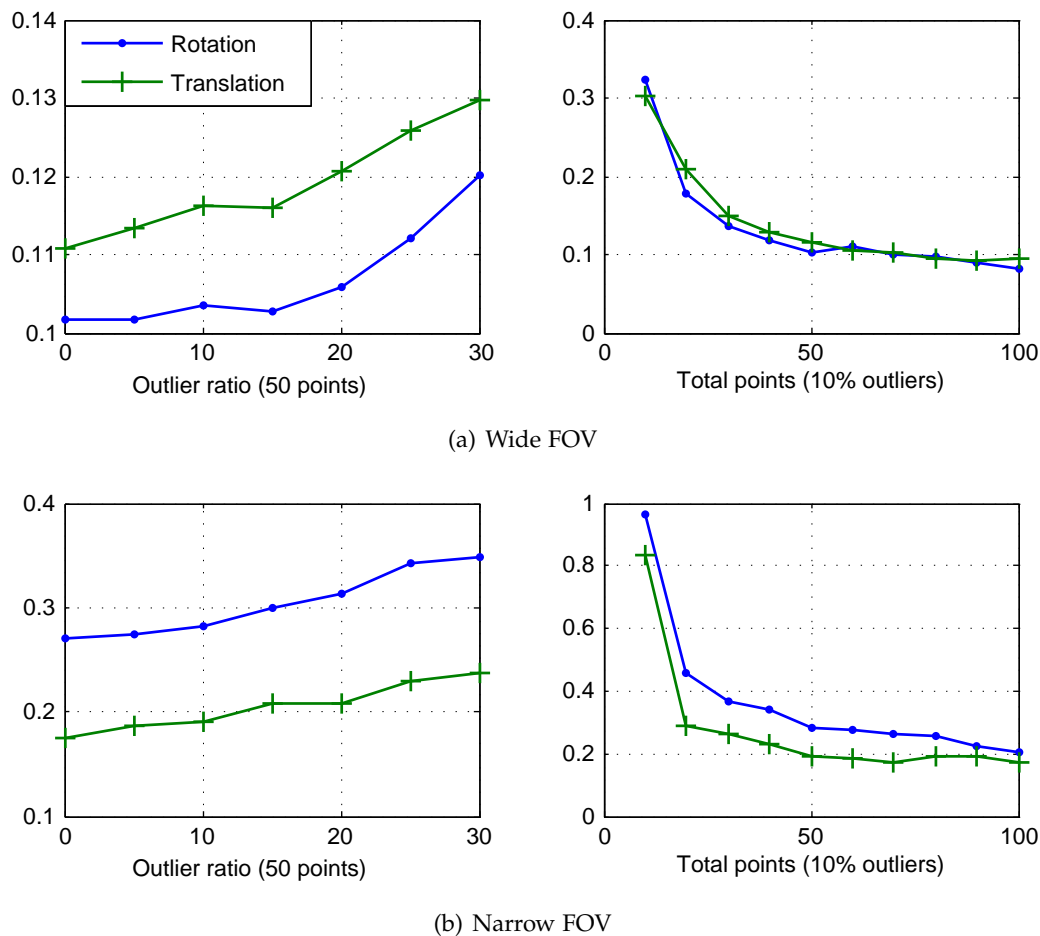 0.14
0.13
0.12
0.11
0.1
0 10 20 30
Outlier ratio (50 points)
Rotation
Translation
0.4
0.3
0.2
0.1
0
0 50 100
Total points (10% outliers)
(a) Wide FOV
0.4
0.3
0.2
0.1
0 10 20 30
Outlier ratio (50 points)
1
0.8
0.6
0.4
0.2
0
0 50 100
Total points (10% outliers)
(b) Narrow FOV